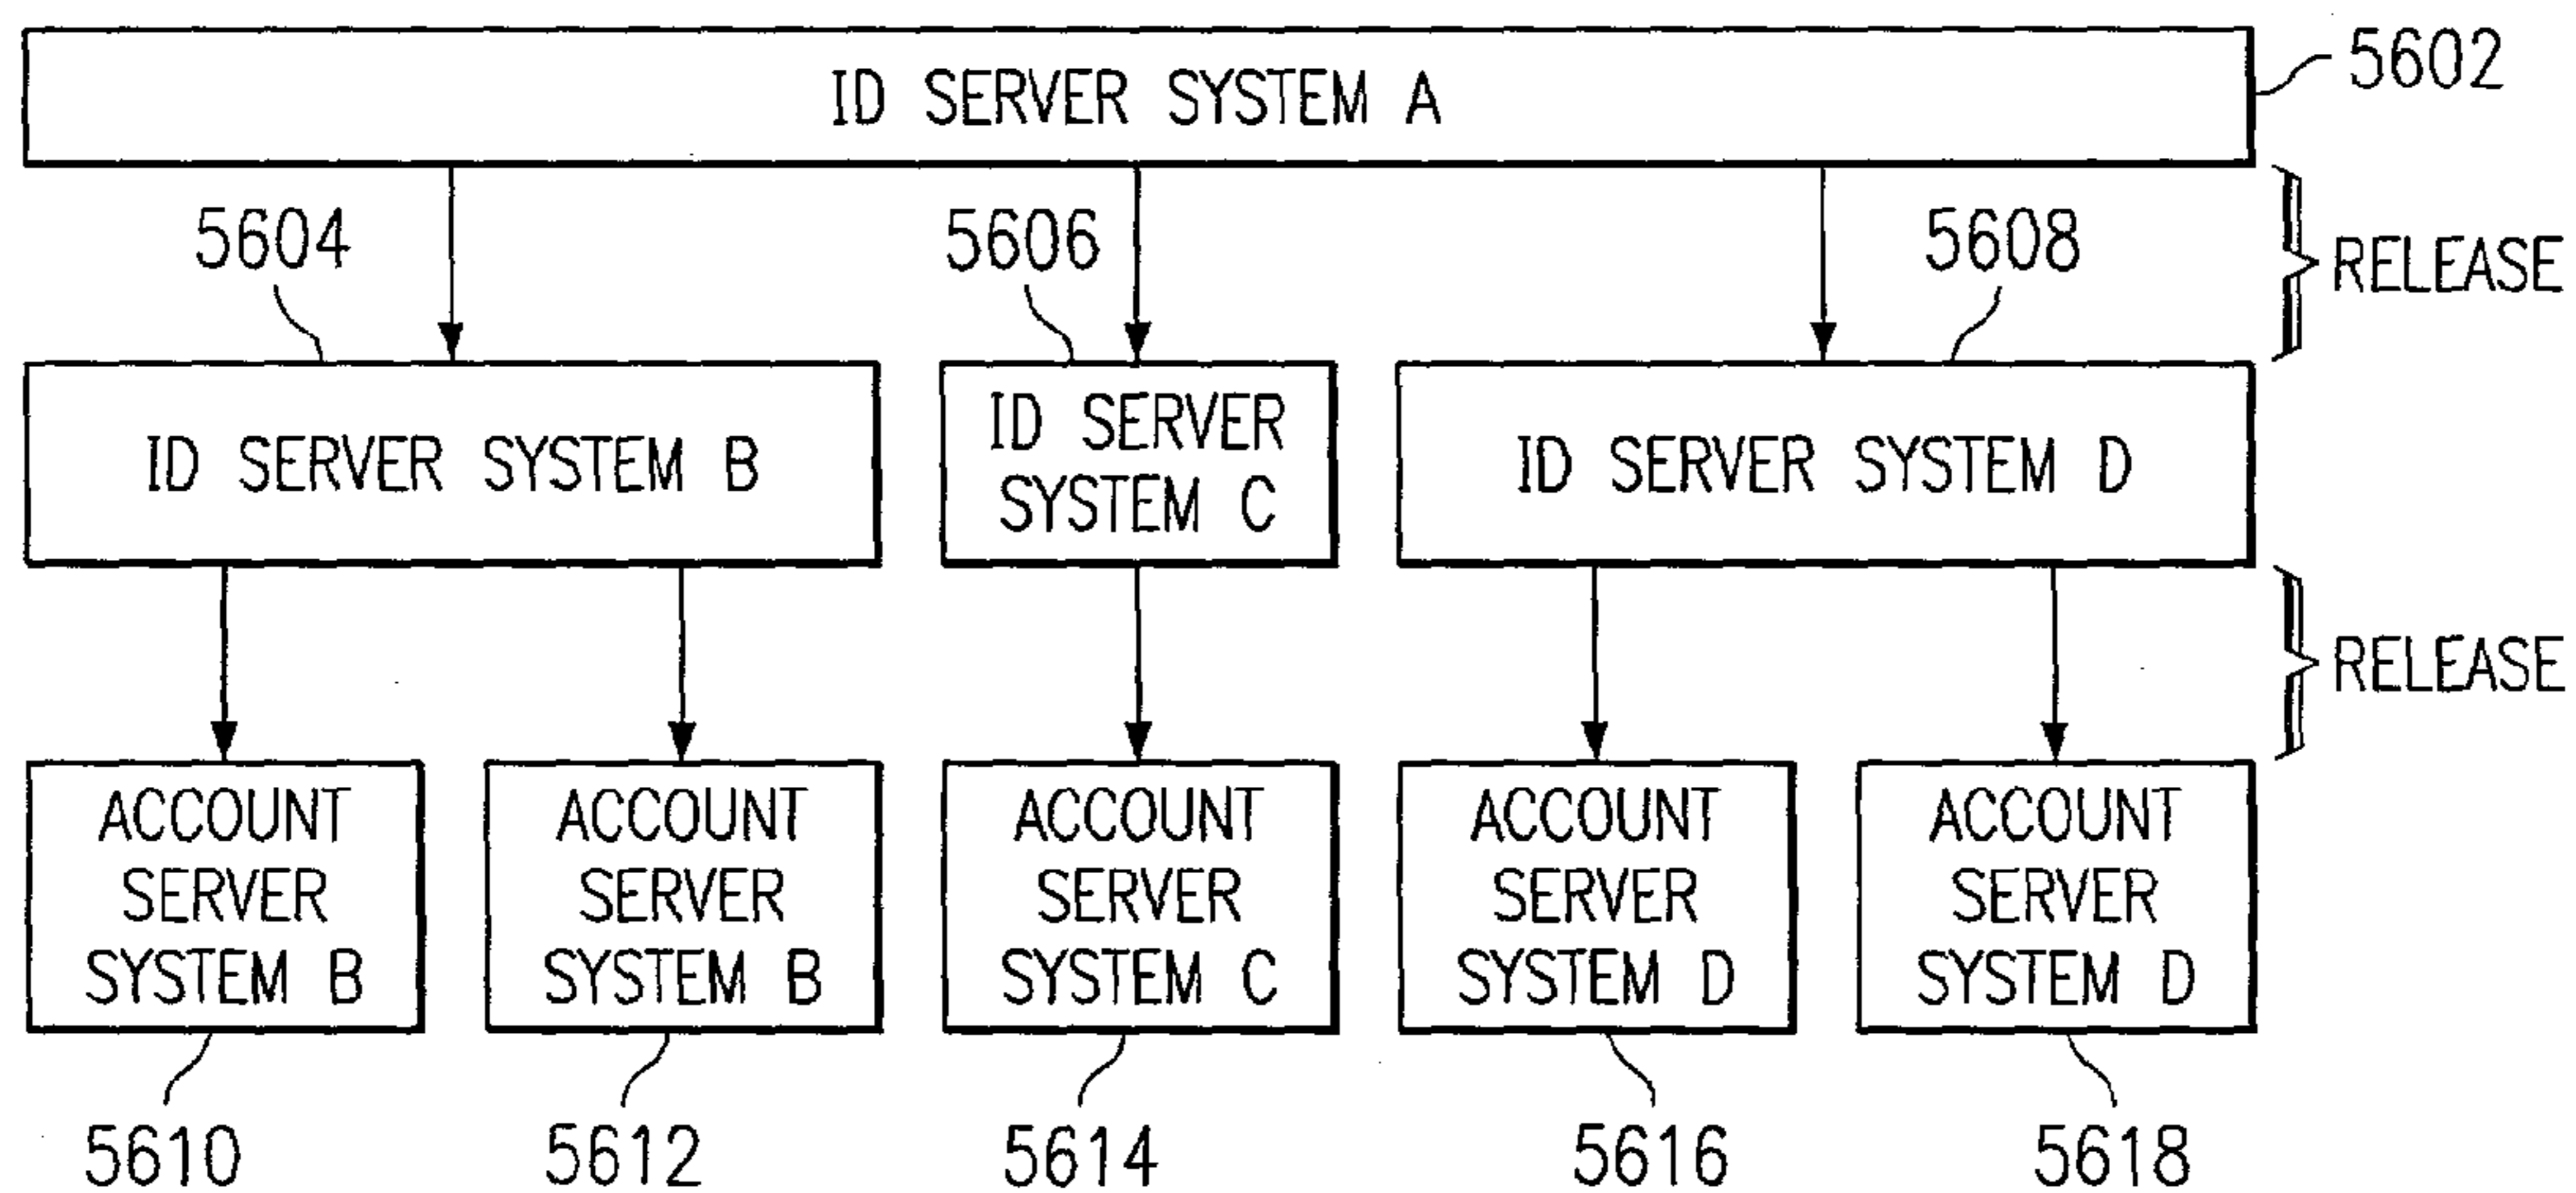 ID SERVER SYSTEM A
5602
5604
5606
5608
RELEASE
ID SERVER SYSTEM B
ID SERVER
SYSTEM C
ID SERVER SYSTEM D
RELEASE
ACCOUNT
SERVER
SYSTEM B
ACCOUNT
SERVER
SYSTEM B
ACCOUNT
SERVER
SYSTEM C
ACCOUNT
SERVER
SYSTEM D
ACCOUNT
SERVER
SYSTEM D
5610
5612
5614
5616
5618